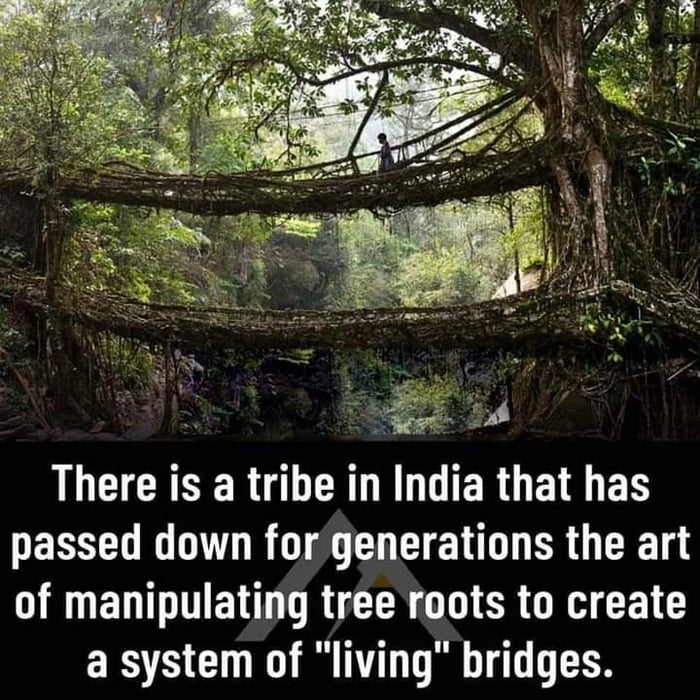 There is a tribe in India that has
passed down for generations the art
of manipulating tree roots to create
a system of "living" bridges.